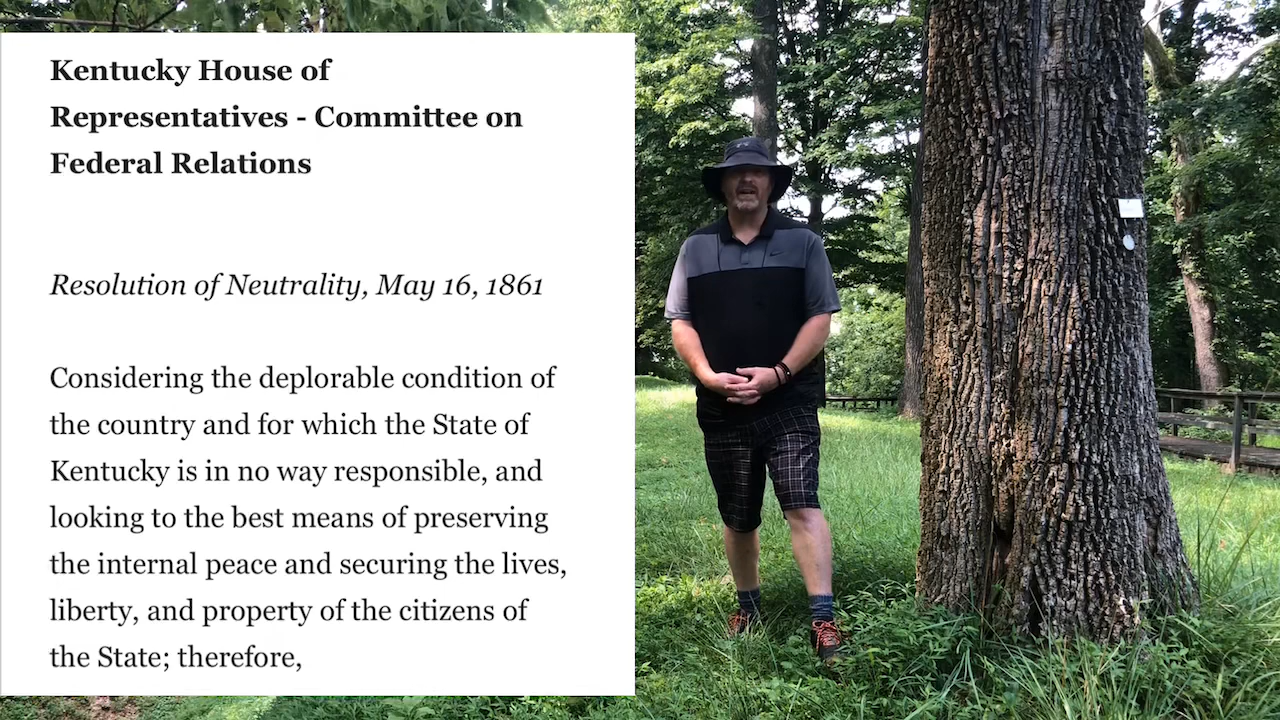 Kentucky House of
Representatives - Committee on
Federal Relations
Resolution of Neutrality, May 16, 1861
Considering the deplorable condition of
the country and for which the State of
Kentucky is in no way responsible, and
looking to the best means of preserving
the internal peace and securing the lives,
liberty, and property of the citizens of
the State; therefore,